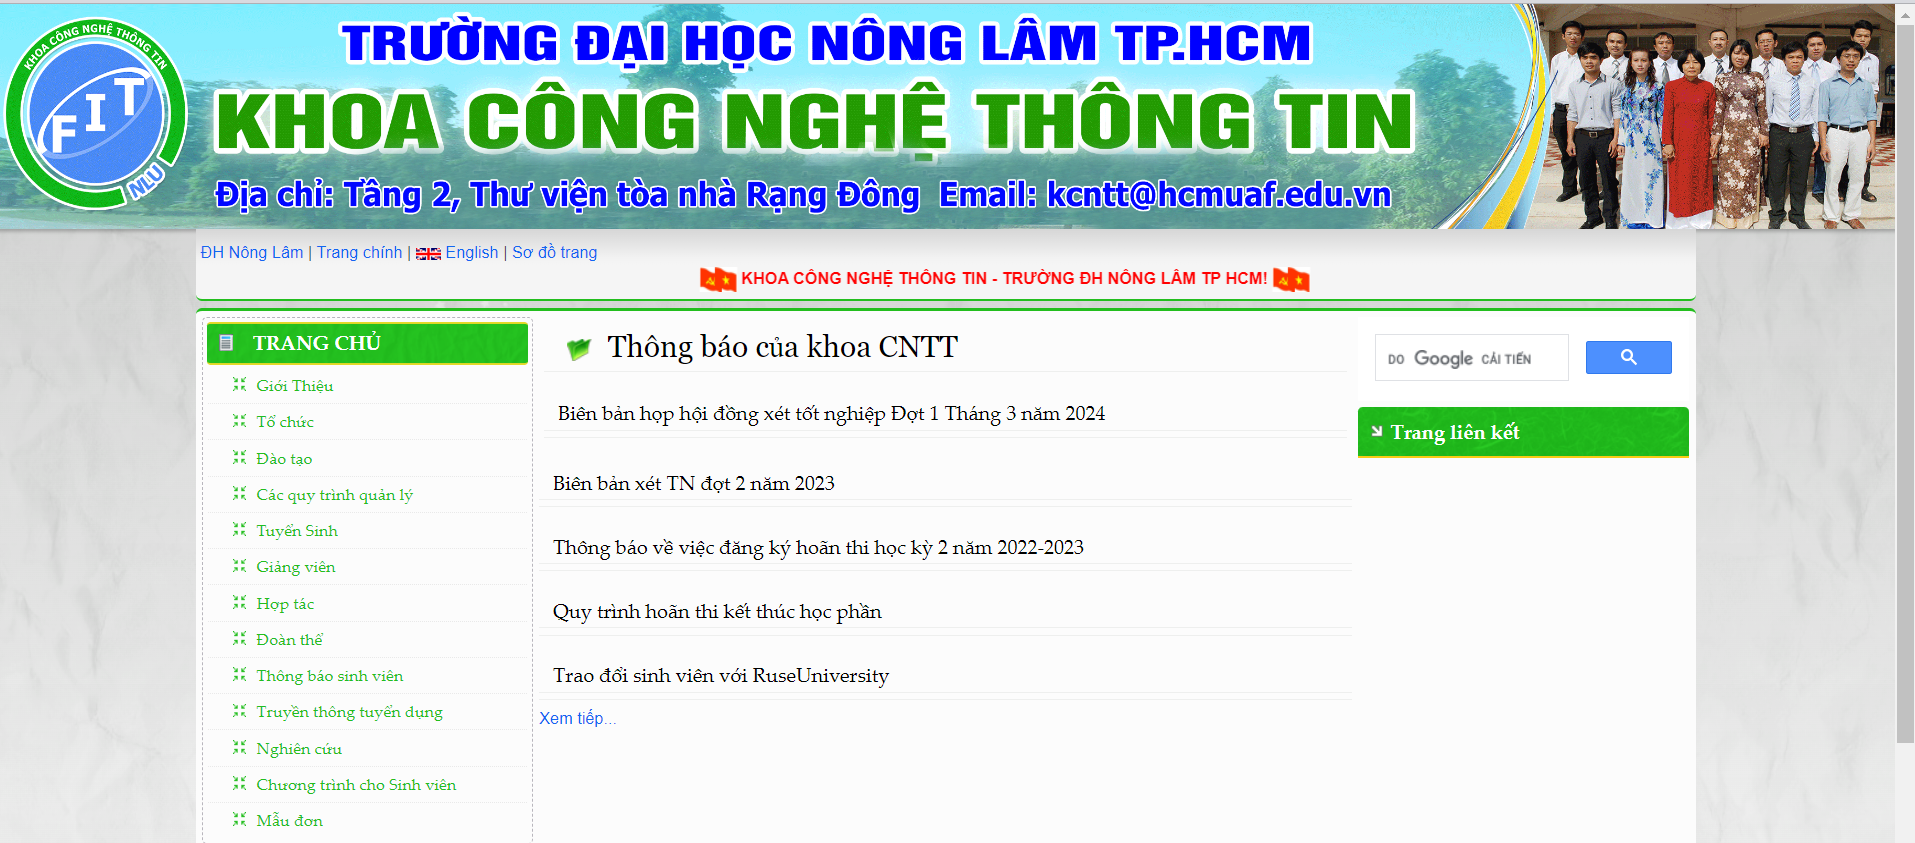 KHOA CÔNG NGHỆ THÔNG TIN
FIT
NLU
TRƯỜNG ĐẠI HỌC NÔNG LÂM TP.HCM
KHOA CÔNG NGHỆ THÔNG TIN
Địa chỉ: Tầng 2, Thư viện tòa nhà Rạng Đông Email: kcntt@hcmuaf.edu.vn
ĐH Nông Lâm | Trang chính | English | Sơ đồ trang
KHOA CÔNG NGHỆ THÔNG TIN - TRƯỜNG ĐH NÔNG LÂM TP HCM!
TRANG CHỦ
Giới Thiệu
Tổ chức
Đào tạo
Các quy trình quản lý
Tuyển Sinh
Giảng viên
Hợp tác
Đoàn thể
Thông báo sinh viên
Truyền thông tuyển dụng
Nghiên cứu
Chương trình cho Sinh viên
Mẫu đơn
Thông báo của khoa CNTT
Biên bản họp hội đồng xét tốt nghiệp Đợt 1 Tháng 3 năm 2024
Biên bản xét TN đợt 2 năm 2023
Thông báo về việc đăng ký hoãn thi học kỳ 2 năm 2022-2023
Quy trình hoãn thi kết thúc học phần
Trao đổi sinh viên với RuseUniversity
Xem tiếp...
DO Google CẢI TIẾN
Trang liên kết